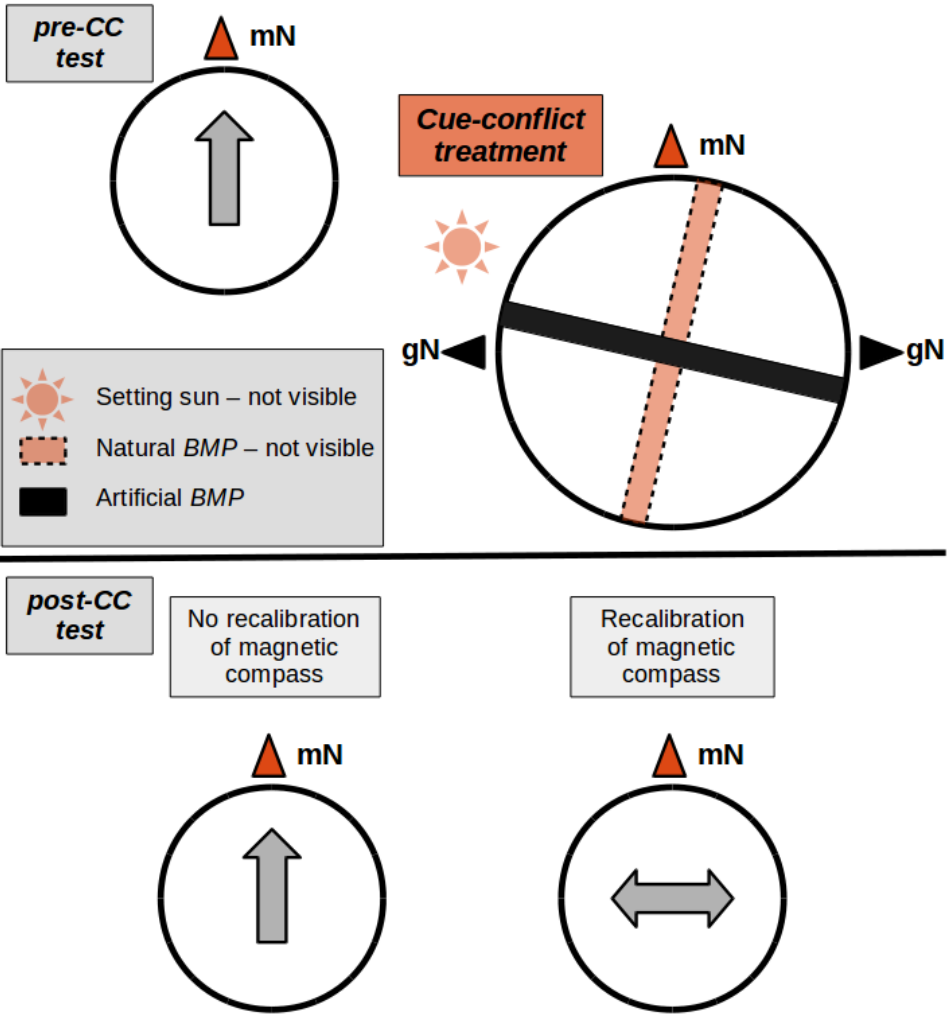 pre-CC
test
mN
Cue-conflict
treatment
mN
gN
gN
Setting sun – not visible
Natural BMP – not visible
Artificial BMP
post-CC
test
No recalibration
of magnetic
compass
Recalibration
of magnetic
compass
mN
mN